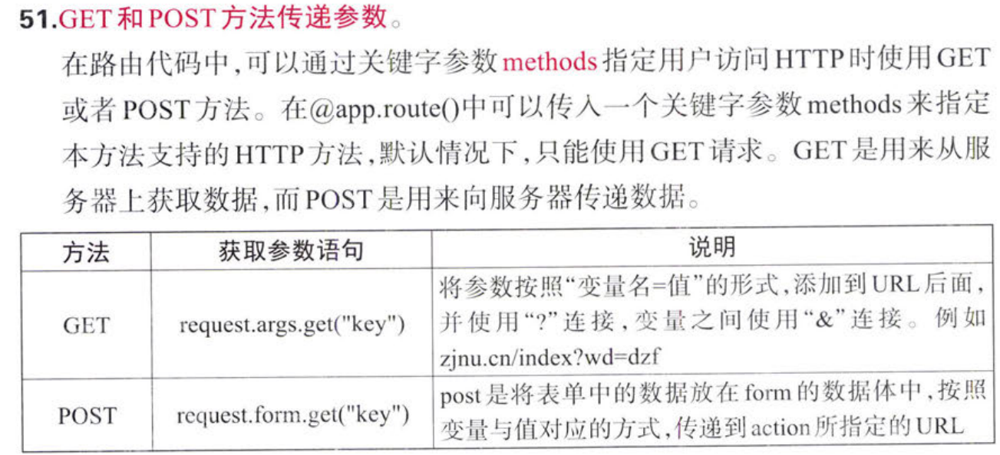 51.GET和POST方法传递参数。
在路由代码中,可以通过关键字参数methods指定用户访问HTTP时使用GET
或者POST方法。在@app.route()中可以传入一个关键字参数methods来指定
本方法支持的HTTP方法,默认情况下,只能使用GET请求。GET是用来从服
务器上获取数据,而POST是用来向服务器传递数据。
方法 获取参数语句 说明
将参数按照“变量名=值”的形式,添加到URL后面,
GET request.args.get("key") 并使用“?”连接,变量之间使用“&”连接。例如
zjnu.cn/index?wd=dzf
post是将表单中的数据放在form的数据体中,按照
POST request.form.get("key")
变量与值对应的方式,传递到action所指定的URL